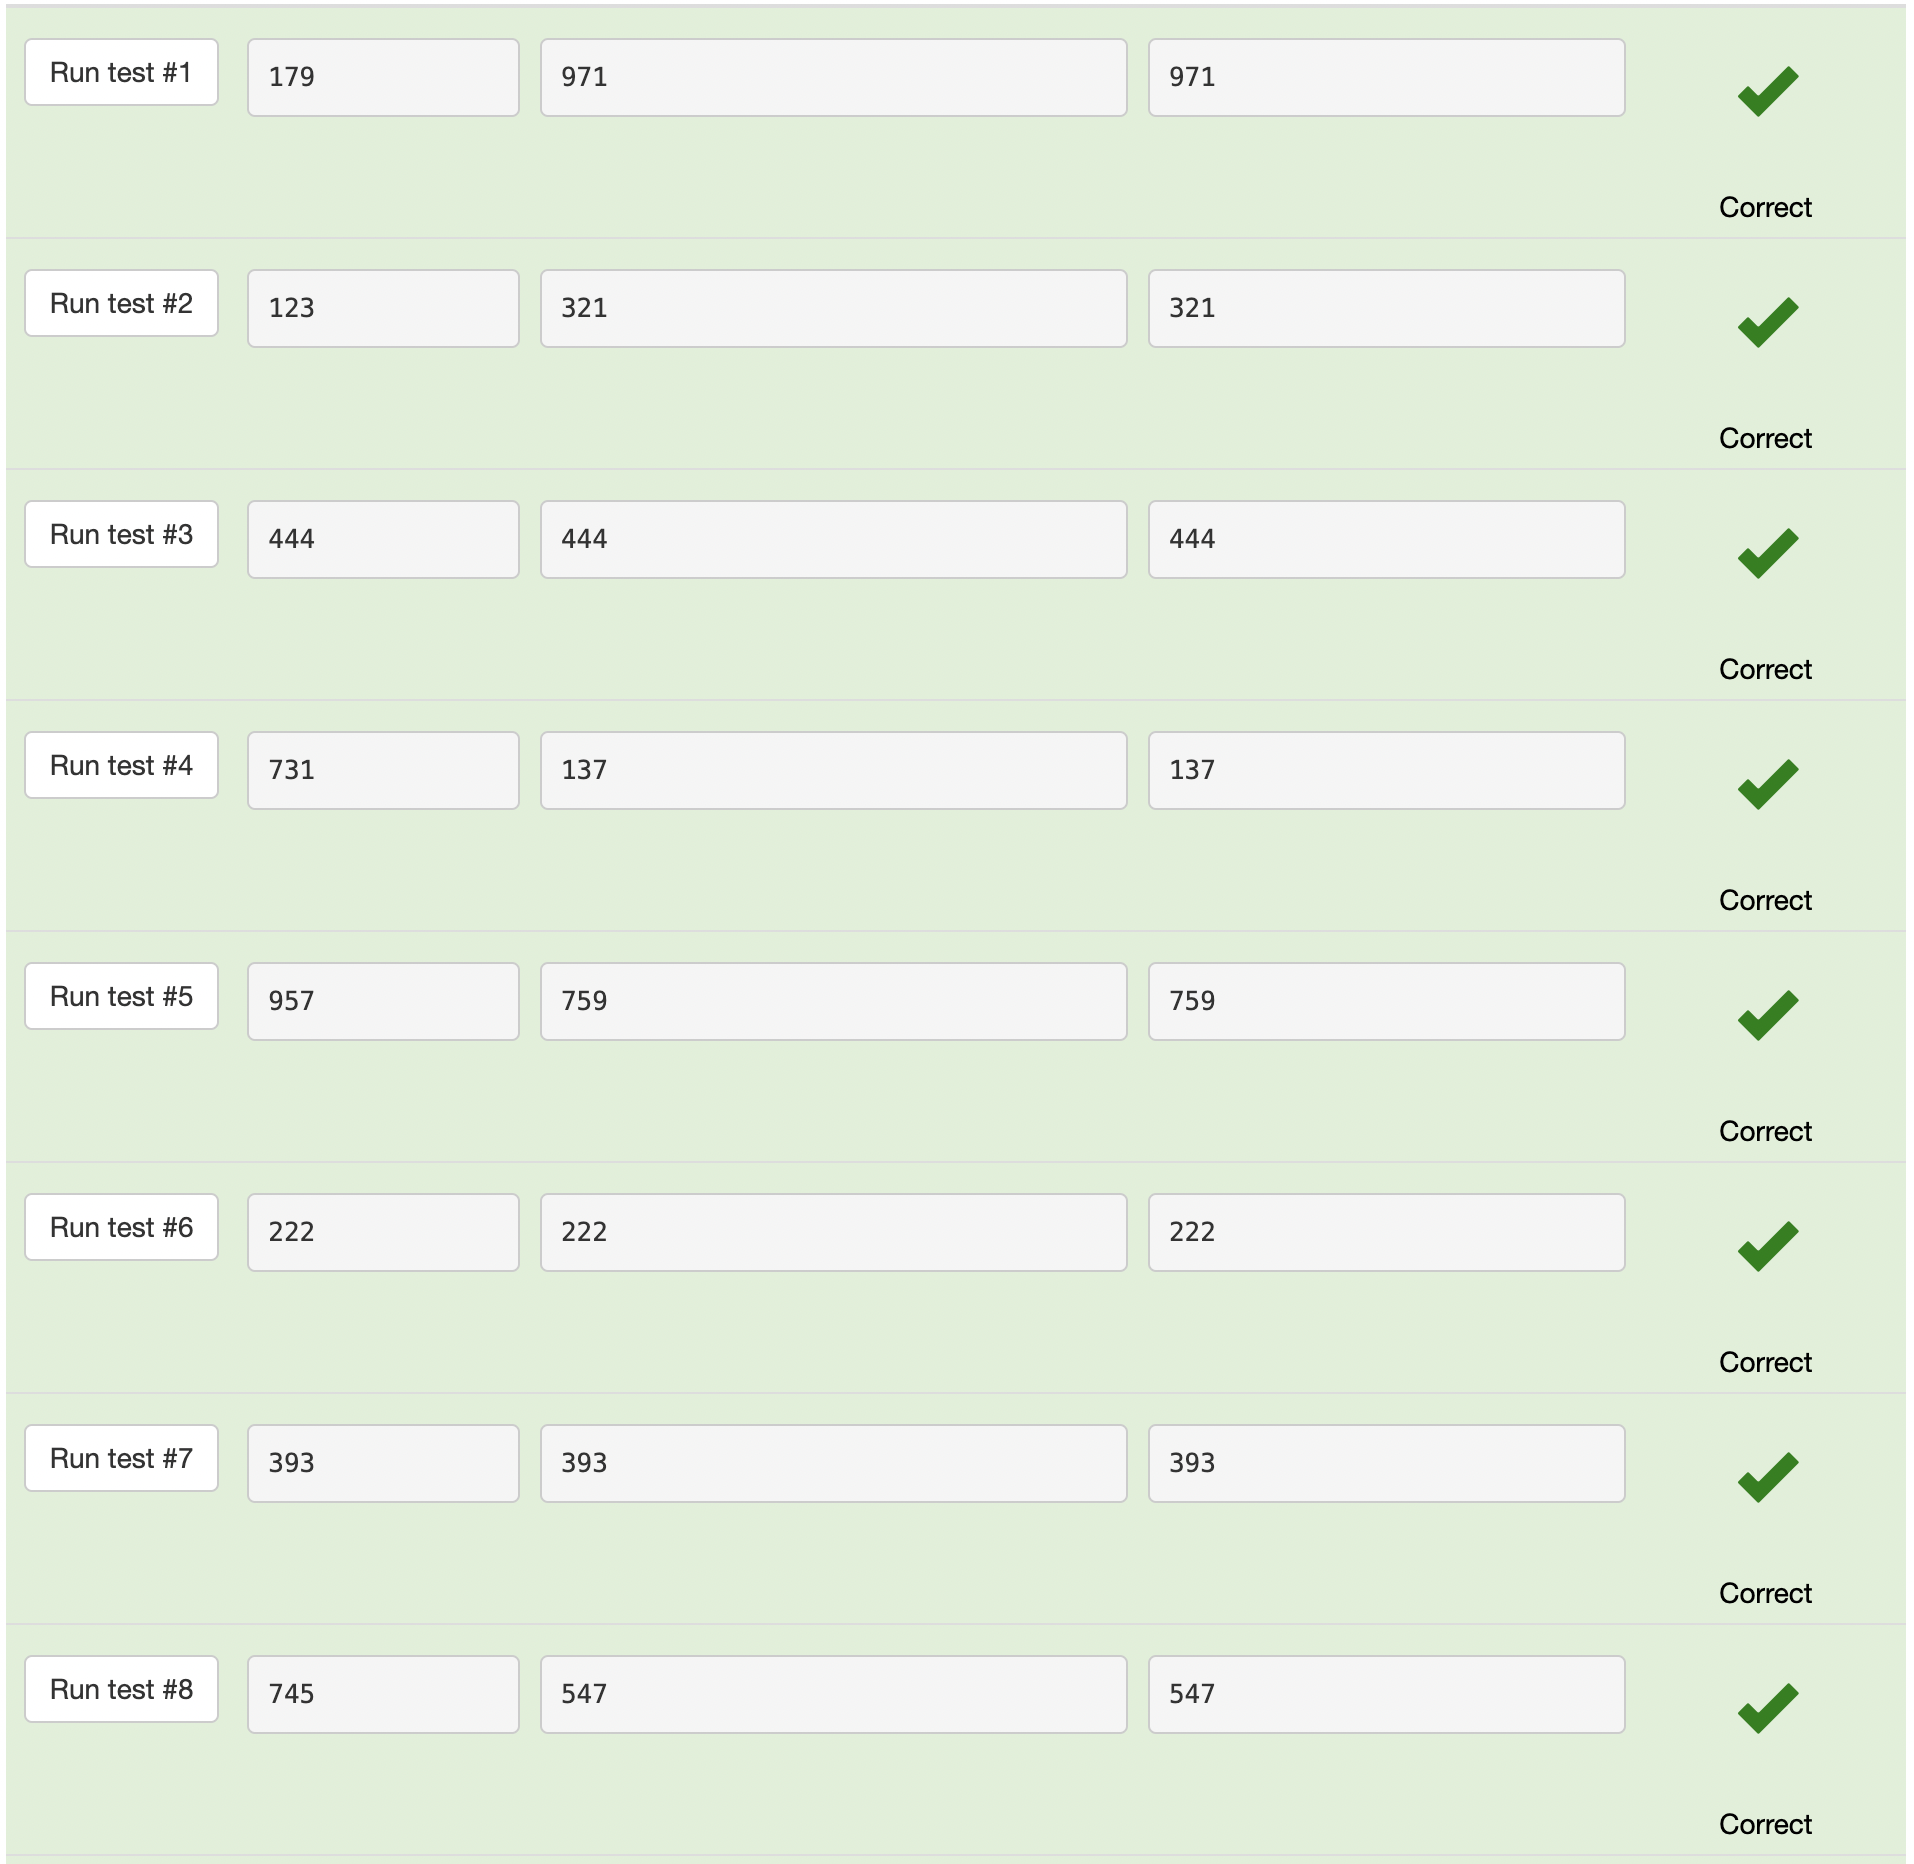 Run test #1 179 971 971
Correct
Run test #2 123 321 321
Correct
Run test #3 444 444 444
Correct
Run test #4 731 137 137
Correct
Run test #5 957 759 759
Correct
Run test #6 222 222 222
Correct
Run test #7 393 393 393
Correct
Run test #8 745 547 547
Correct